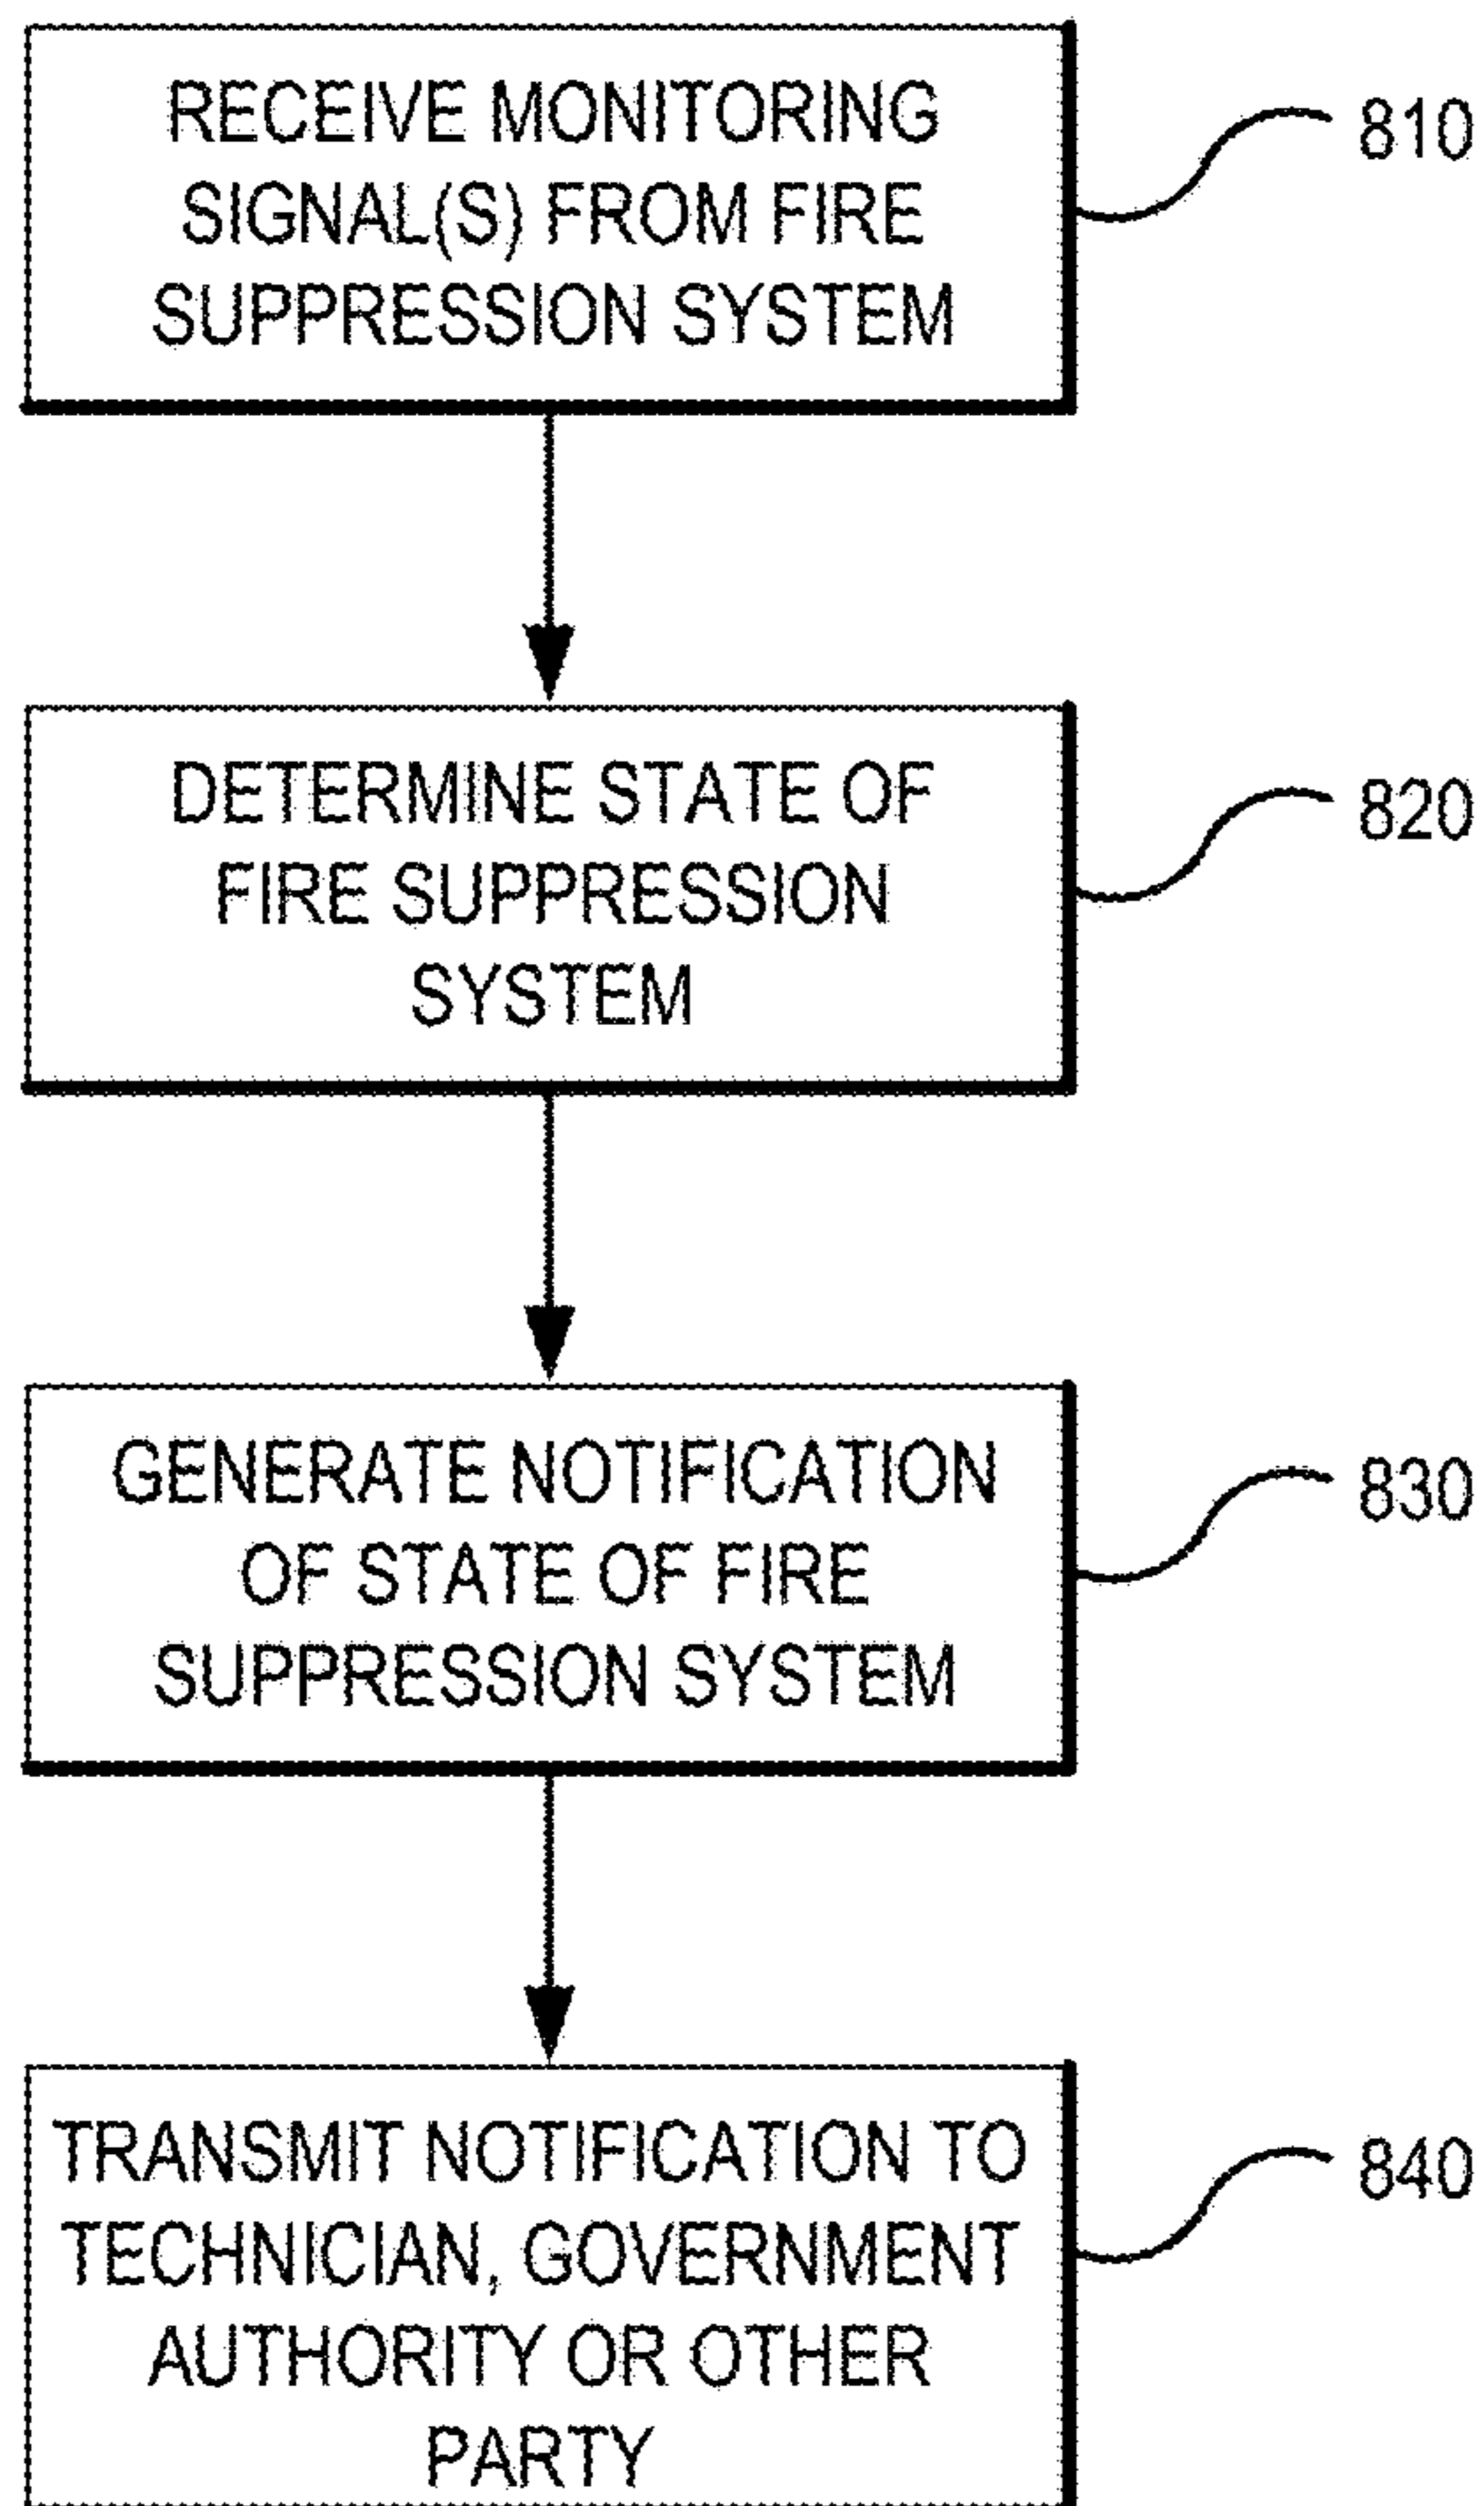 RECEIVE MONITORING
SIGNAL(S) FROM FIRE
SUPPRESSION SYSTEM
810
DETERMINE STATE OF
FIRE SUPPRESSION
SYSTEM
820
GENERATE NOTIFICATION
OF STATE OF FIRE
SUPPRESSION SYSTEM
830
TRANSMIT NOTIFICATION TO
TECHNICIAN, GOVERNMENT
AUTHORITY OR OTHER
PARTY
840